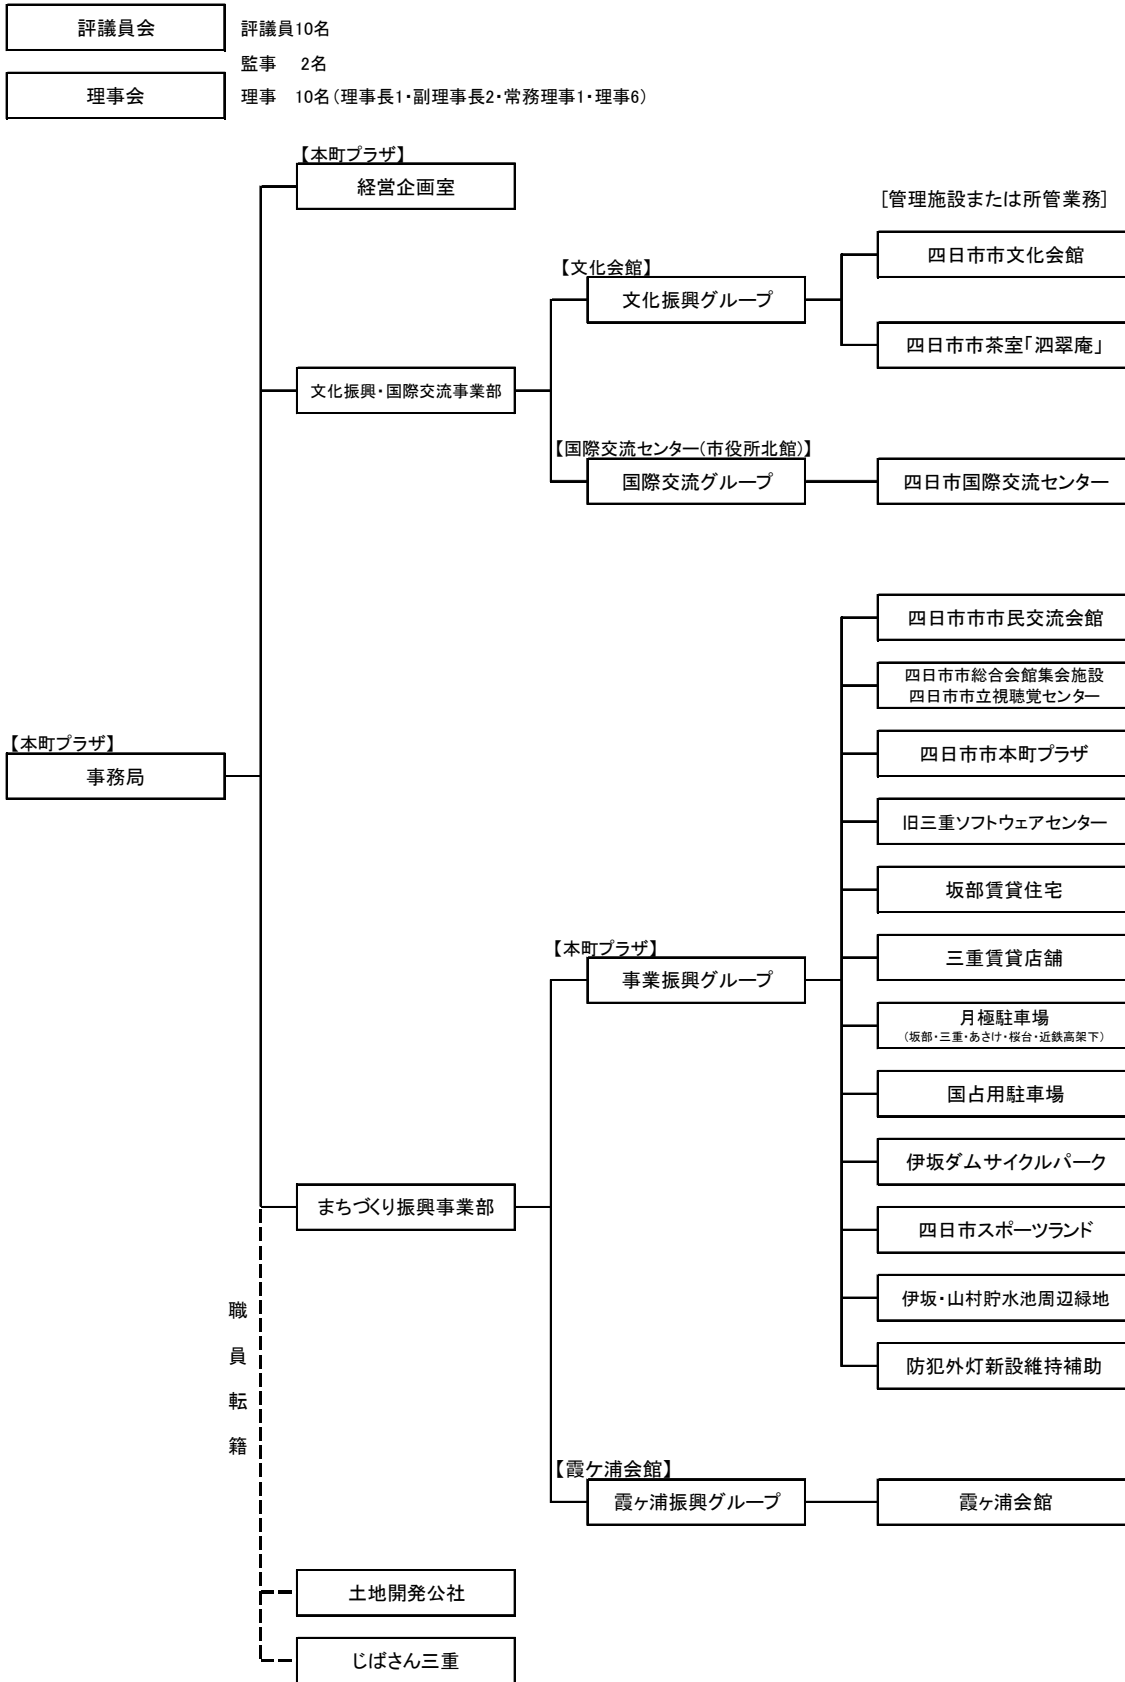 評議員会
評議員10名
監事 2名
理事会
理事 10名(理事長1・副理事長2・常務理事1・理事6)
【本町プラザ】
経営企画室
[管理施設または所管業務]
四日市市文化会館
【文化会館】
文化振興グループ
四日市市茶室「泗翠庵」
文化振興・国際交流事業部
【国際交流センター(市役所北館)】
国際交流グループ
四日市国際交流センター
四日市市市民交流会館
四日市市総合会館集会施設
四日市市立視聴覚センター
【本町プラザ】
事務局
四日市市本町プラザ
旧三重ソフトウェアセンター
坂部賃貸住宅
三重賃貸店舗
【本町プラザ】
事業振興グループ
月極駐車場
(坂部・三重・あさけ・桜台・近鉄高架下)
国占用駐車場
伊坂ダムサイクルパーク
まちづくり振興事業部
四日市スポーツランド
伊坂・山村貯水池周辺緑地
防犯外灯新設維持補助
職
員
転
籍
【霞ケ浦会館】
霞ヶ浦振興グループ
霞ヶ浦会館
土地開発公社
じばさん三重